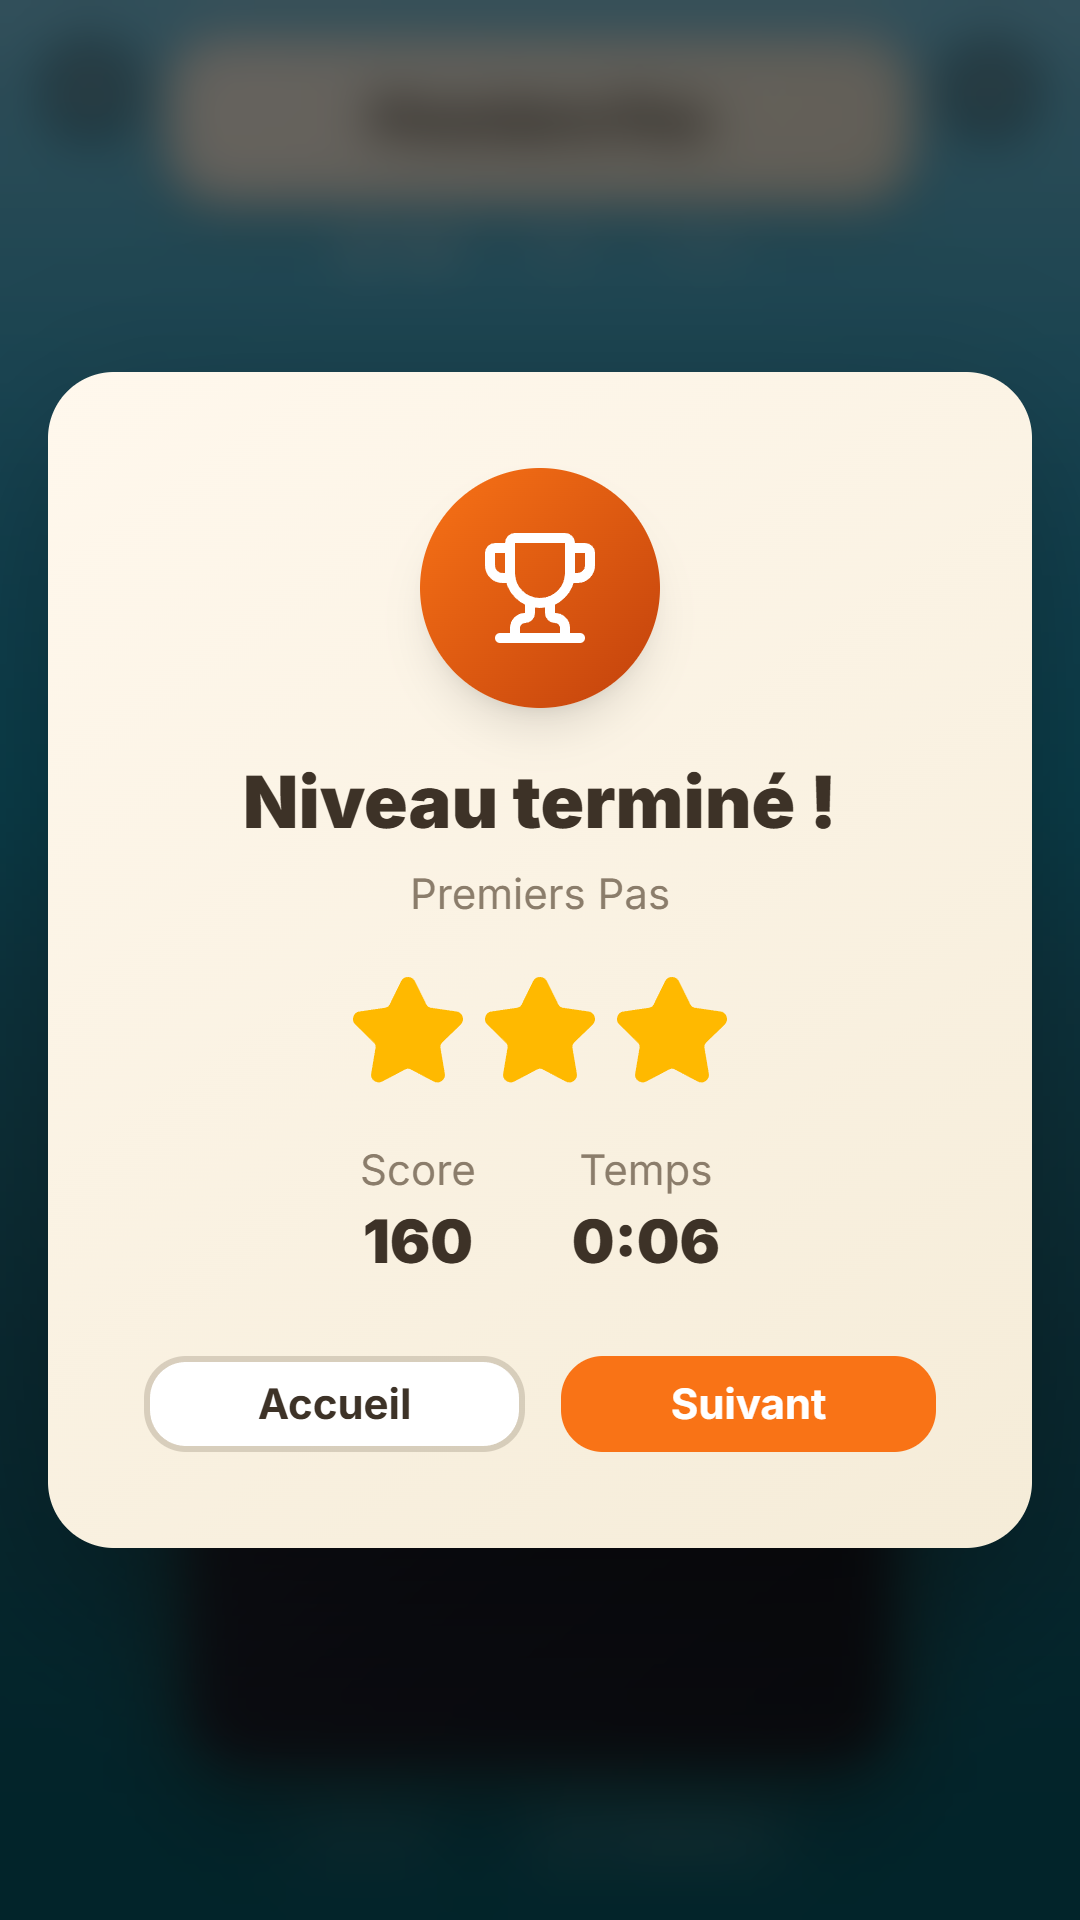 Niveau terminé !
Premiers Pas
Score Temps
160 0:06
Accueil Suivant